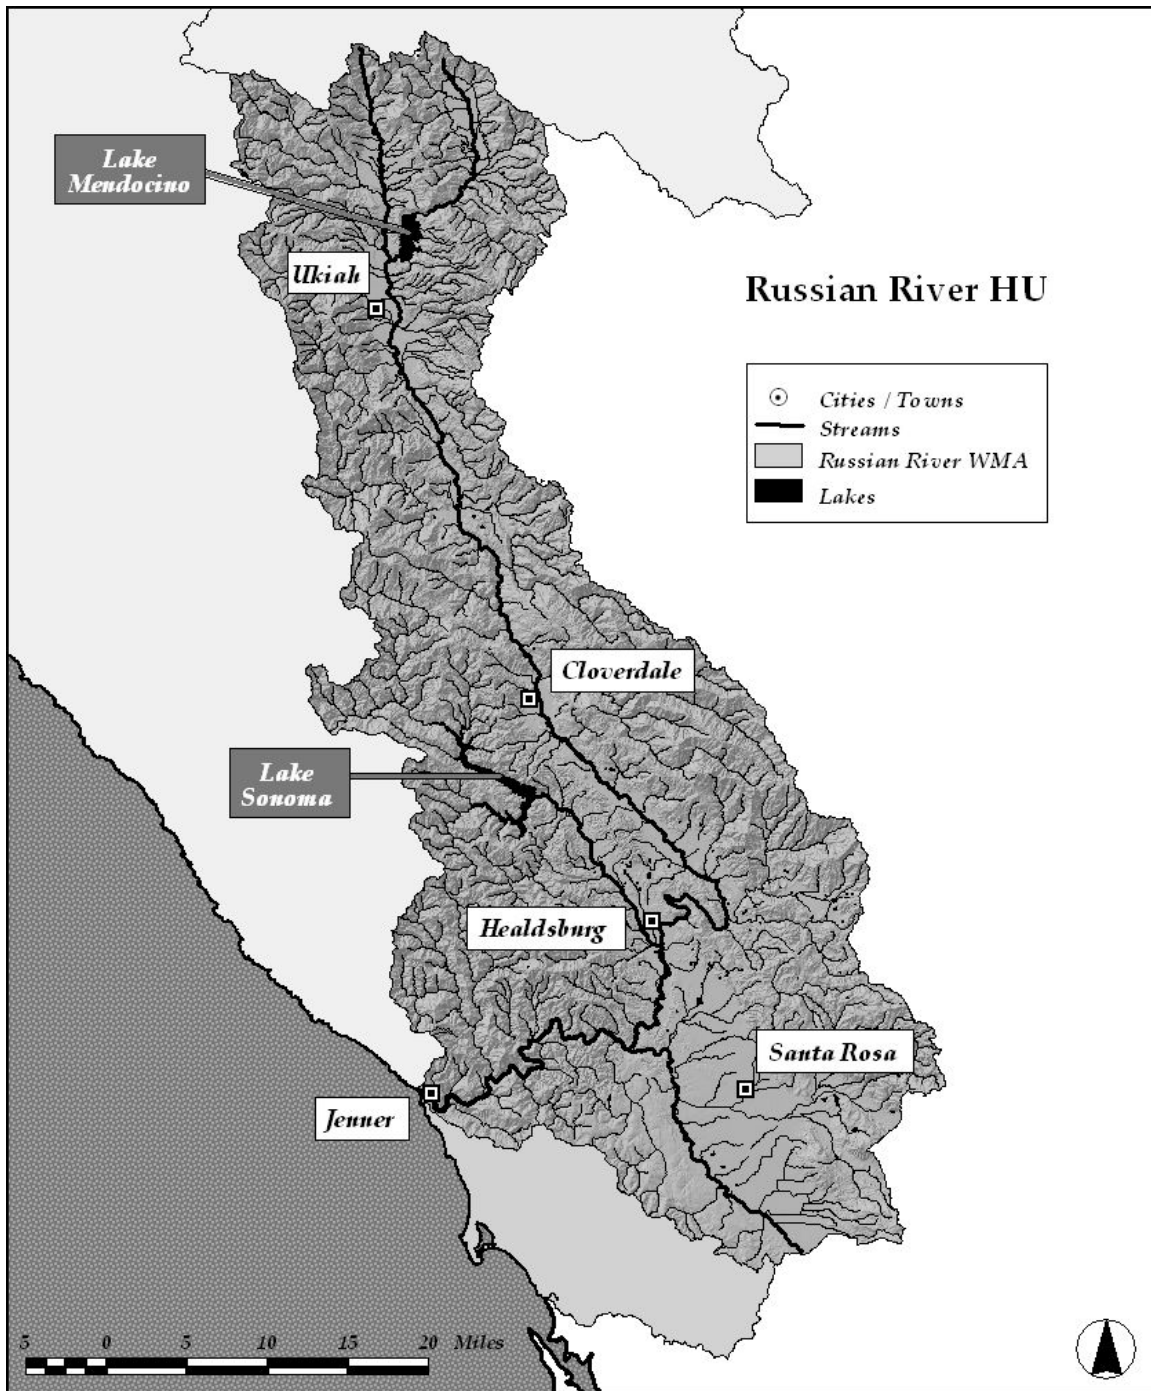 Lake
Mendocino
Ukiah
Russian River HU
Cities / Towns
Streams
Russian River WMA
Lakes
Cloverdale
Lake
Sonoma
Healdsburg
Santa Rosa
Jenner
5 0 5 10 15 20 Miles